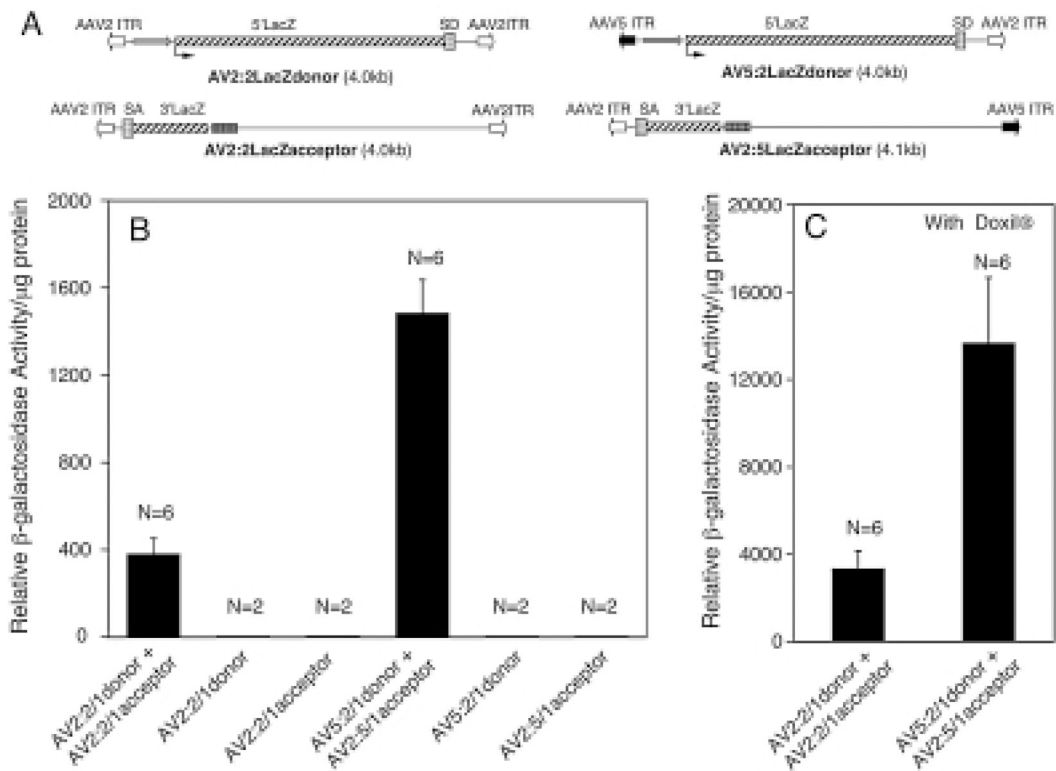 A
AAV2 ITR 5'LacZ SD AAV2ITR
AV2:2LacZdonor (4.0kb)
AAV5 ITR 5'LacZ SD AAV2 ITR
AV5:2LacZdonor (4.0kb)
AAV2 ITR SA 3'LacZ AAV2ITR
AV2:2LacZacceptor (4.0kb)
AAV2 ITR SA 3'LacZ AAV5 ITR
AV2:5LacZacceptor (4.1kb)
B
Relative β-galactosidase Activity/μg protein
2000
1600
1200
800
400
0
N=6
N=2
N=2
N=6
N=2
N=2
AV2:2/1donor +
AV2:2/1acceptor
AV2:2/1donor
AV2:2/1acceptor
AV5:2/1donor +
AV2:5/1acceptor
AV5:2/1donor
AV2:5/1acceptor
C
With Doxil®
Relative β-galactosidase Activity/μg protein
20000
16000
12000
8000
4000
0
N=6
N=6
AV2:2/1donor +
AV2:2/1acceptor
AV5:2/1donor +
AV2:5/1acceptor